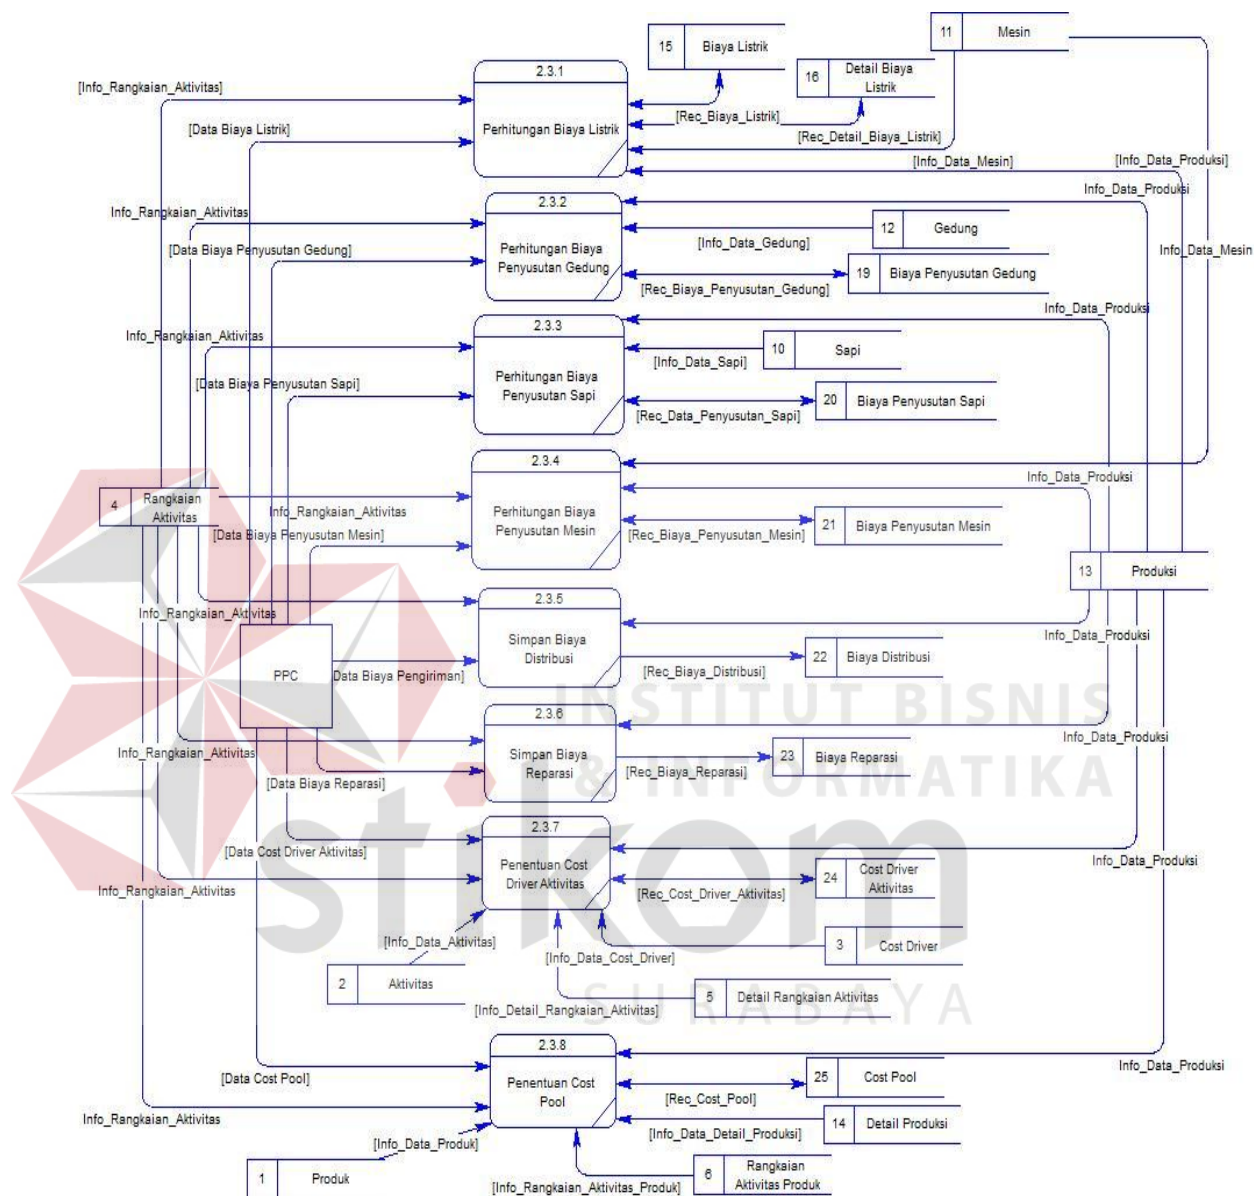 11 Mesin
15 Biaya Listrik
2.3.1
16 Detail Biaya
Listrik
[Info_Rangkaian_Aktivitas]
[Rec_Biaya_Listrik]
[Data Biaya Listrik]
Perhitungan Biaya Listrik
[Rec_Detail_Biaya_Listrik]
[Info_Data_Mesin]
[Info_Data_Produksi]
Info_Data_Produksi
2.3.2
Info_Rangkaian_Aktivitas
12 Gedung
[Info_Data_Gedung]
[Data Biaya Penyusutan Gedung]
Perhitungan Biaya
Penyusutan Gedung
Info_Data_Mesin
19 Biaya Penyusutan Gedung
[Rec_Biaya_Penyusutan_Gedung]
Info_Data_Produksi
2.3.3
Info_Rangkaian_Aktivitas
10 Sapi
[Info_Data_Sapi]
[Data Biaya Penyusutan Sapi]
Perhitungan Biaya
Penyusutan Sapi
20 Biaya Penyusutan Sapi
[Rec_Data_Penyusutan_Sapi]
2.3.4
Info_Data_Produksi
4 Rangkaian
Aktivitas
Info_Rangkaian_Aktivitas
Perhitungan Biaya
Penyusutan Mesin
21 Biaya Penyusutan Mesin
[Data Biaya Penyusutan Mesin]
[Rec_Biaya_Penyusutan_Mesin]
13 Produksi
2.3.5
Info_Rangkaian_Aktivitas
Simpan Biaya
Distribusi
Info_Data_Produksi
22 Biaya Distribusi
PPC
Data Biaya Pengiriman]
[Rec_Biaya_Distribusi]
INSTITUT BISNIS
& INFORMATIKA
stikom
SURABAYA
2.3.6
Info_Rangkaian_Aktivitas
Simpan Biaya
Reparasi
Info_Data_Produksi
23 Biaya Reparasi
[Data Biaya Reparasi]
[Rec_Biaya_Reparasi]
2.3.7
[Data Cost Driver Aktivitas]
Penentuan Cost
Driver Aktivitas
Info_Data_Produksi
24 Cost Driver
Aktivitas
Info_Rangkaian_Aktivitas
[Rec_Cost_Driver_Aktivitas]
[Info_Data_Aktivitas]
3 Cost Driver
[Info_Data_Cost_Driver]
2 Aktivitas
5 Detail Rangkaian Aktivitas
[Info_Detail_Rangkaian_Aktivitas]
2.3.8
Info_Data_Produksi
[Data Cost Pool]
Penentuan Cost
Pool
25 Cost Pool
[Rec_Cost_Pool]
Info_Rangkaian_Aktivitas
14 Detail Produksi
[Info_Data_Detail_Produksi]
[Info_Data_Produk]
1 Produk
6 Rangkaian
Aktivitas Produk
[Info_Rangkaian_Aktivitas_Produk]